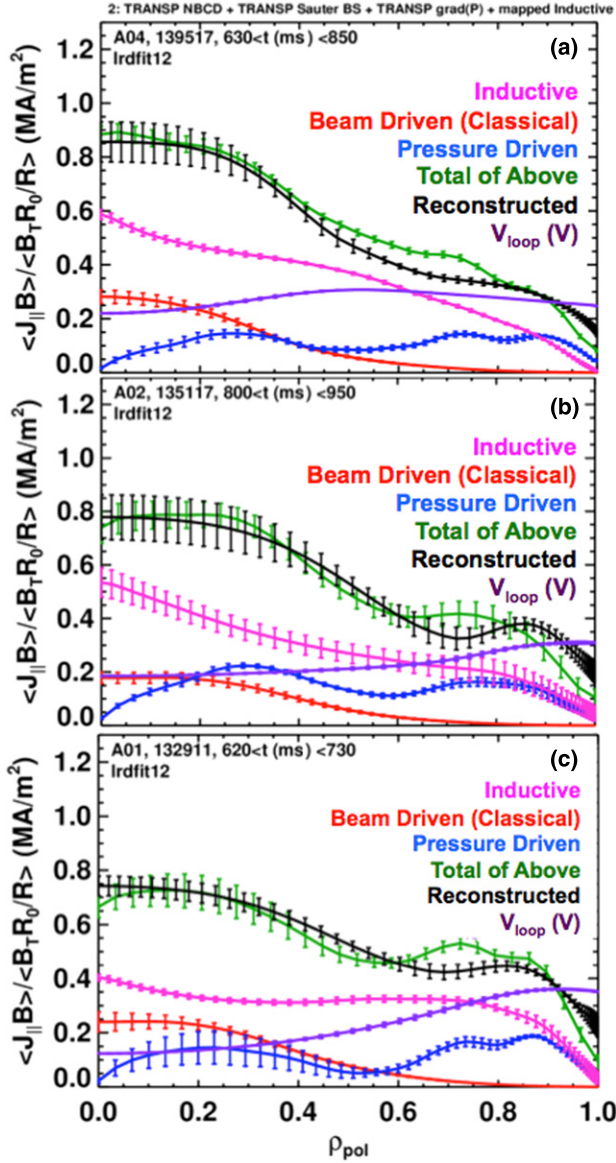 2: TRANSP NBCD + TRANSP Sauter BS + TRANSP grad(P) + mapped Inductive
A04, 139517, 630<t (ms) <850
lrdfit12
(a)
Inductive
Beam Driven (Classical)
Pressure Driven
Total of Above
Reconstructed
Vloop (V)
<J||B>/<BTR0/R> (MA/m²)
1.2
1.0
0.8
0.6
0.4
0.2
0.0
A02, 135117, 800<t (ms) <950
lrdfit12
(b)
Inductive
Beam Driven (Classical)
Pressure Driven
Total of Above
Reconstructed
Vloop (V)
<J||B>/<BTR0/R> (MA/m²)
1.2
1.0
0.8
0.6
0.4
0.2
0.0
A01, 132911, 620<t (ms) <730
lrdfit12
(c)
Inductive
Beam Driven (Classical)
Pressure Driven
Total of Above
Reconstructed
Vloop (V)
<J||B>/<BTR0/R> (MA/m²)
1.2
1.0
0.8
0.6
0.4
0.2
0.0
0.0 0.2 0.4 0.6 0.8 1.0
ρpol